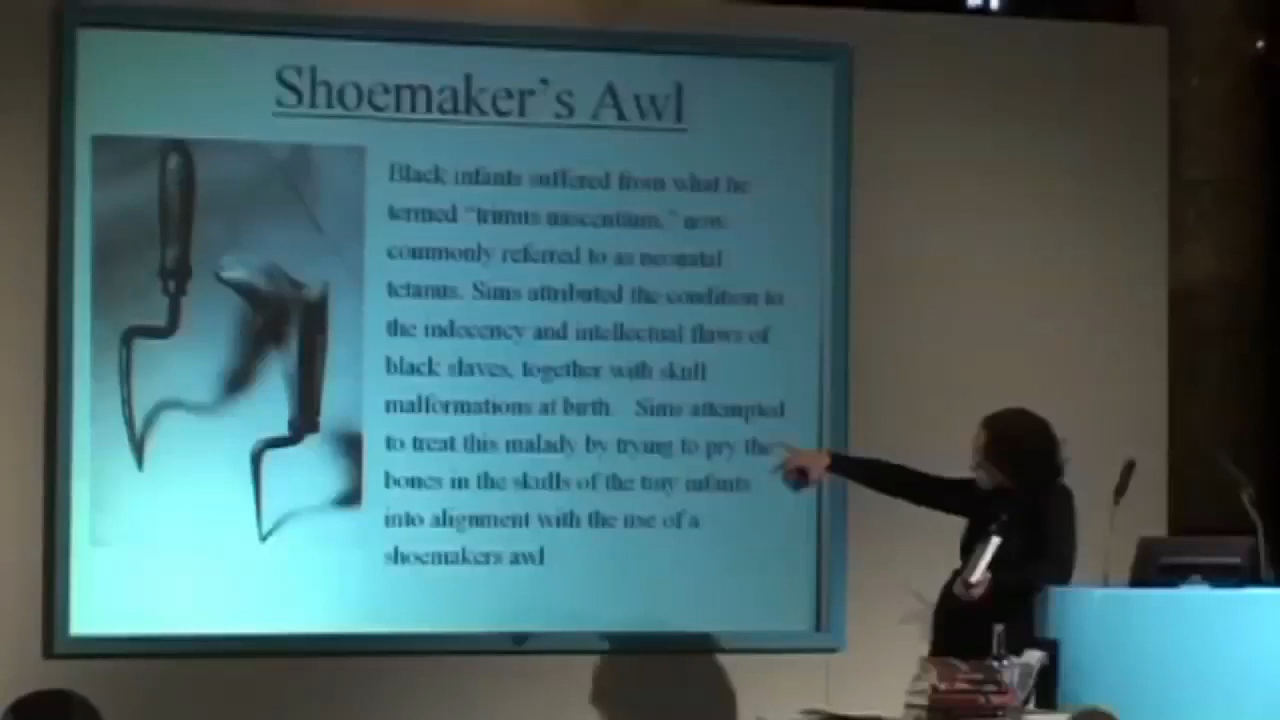 Shoemaker's Awl
Black infants suffered from what he
termed "trimus nascentium," now
commonly referred to as neonatal
tetanus. Sims attributed the condition to
the indecency and intellectual flaws of
black slaves, together with skull
malformations at birth. Sims attempted
to treat this malady by trying to pry the
bones in the skulls of the tiny infants
into alignment with the use of a
shoemakers awl